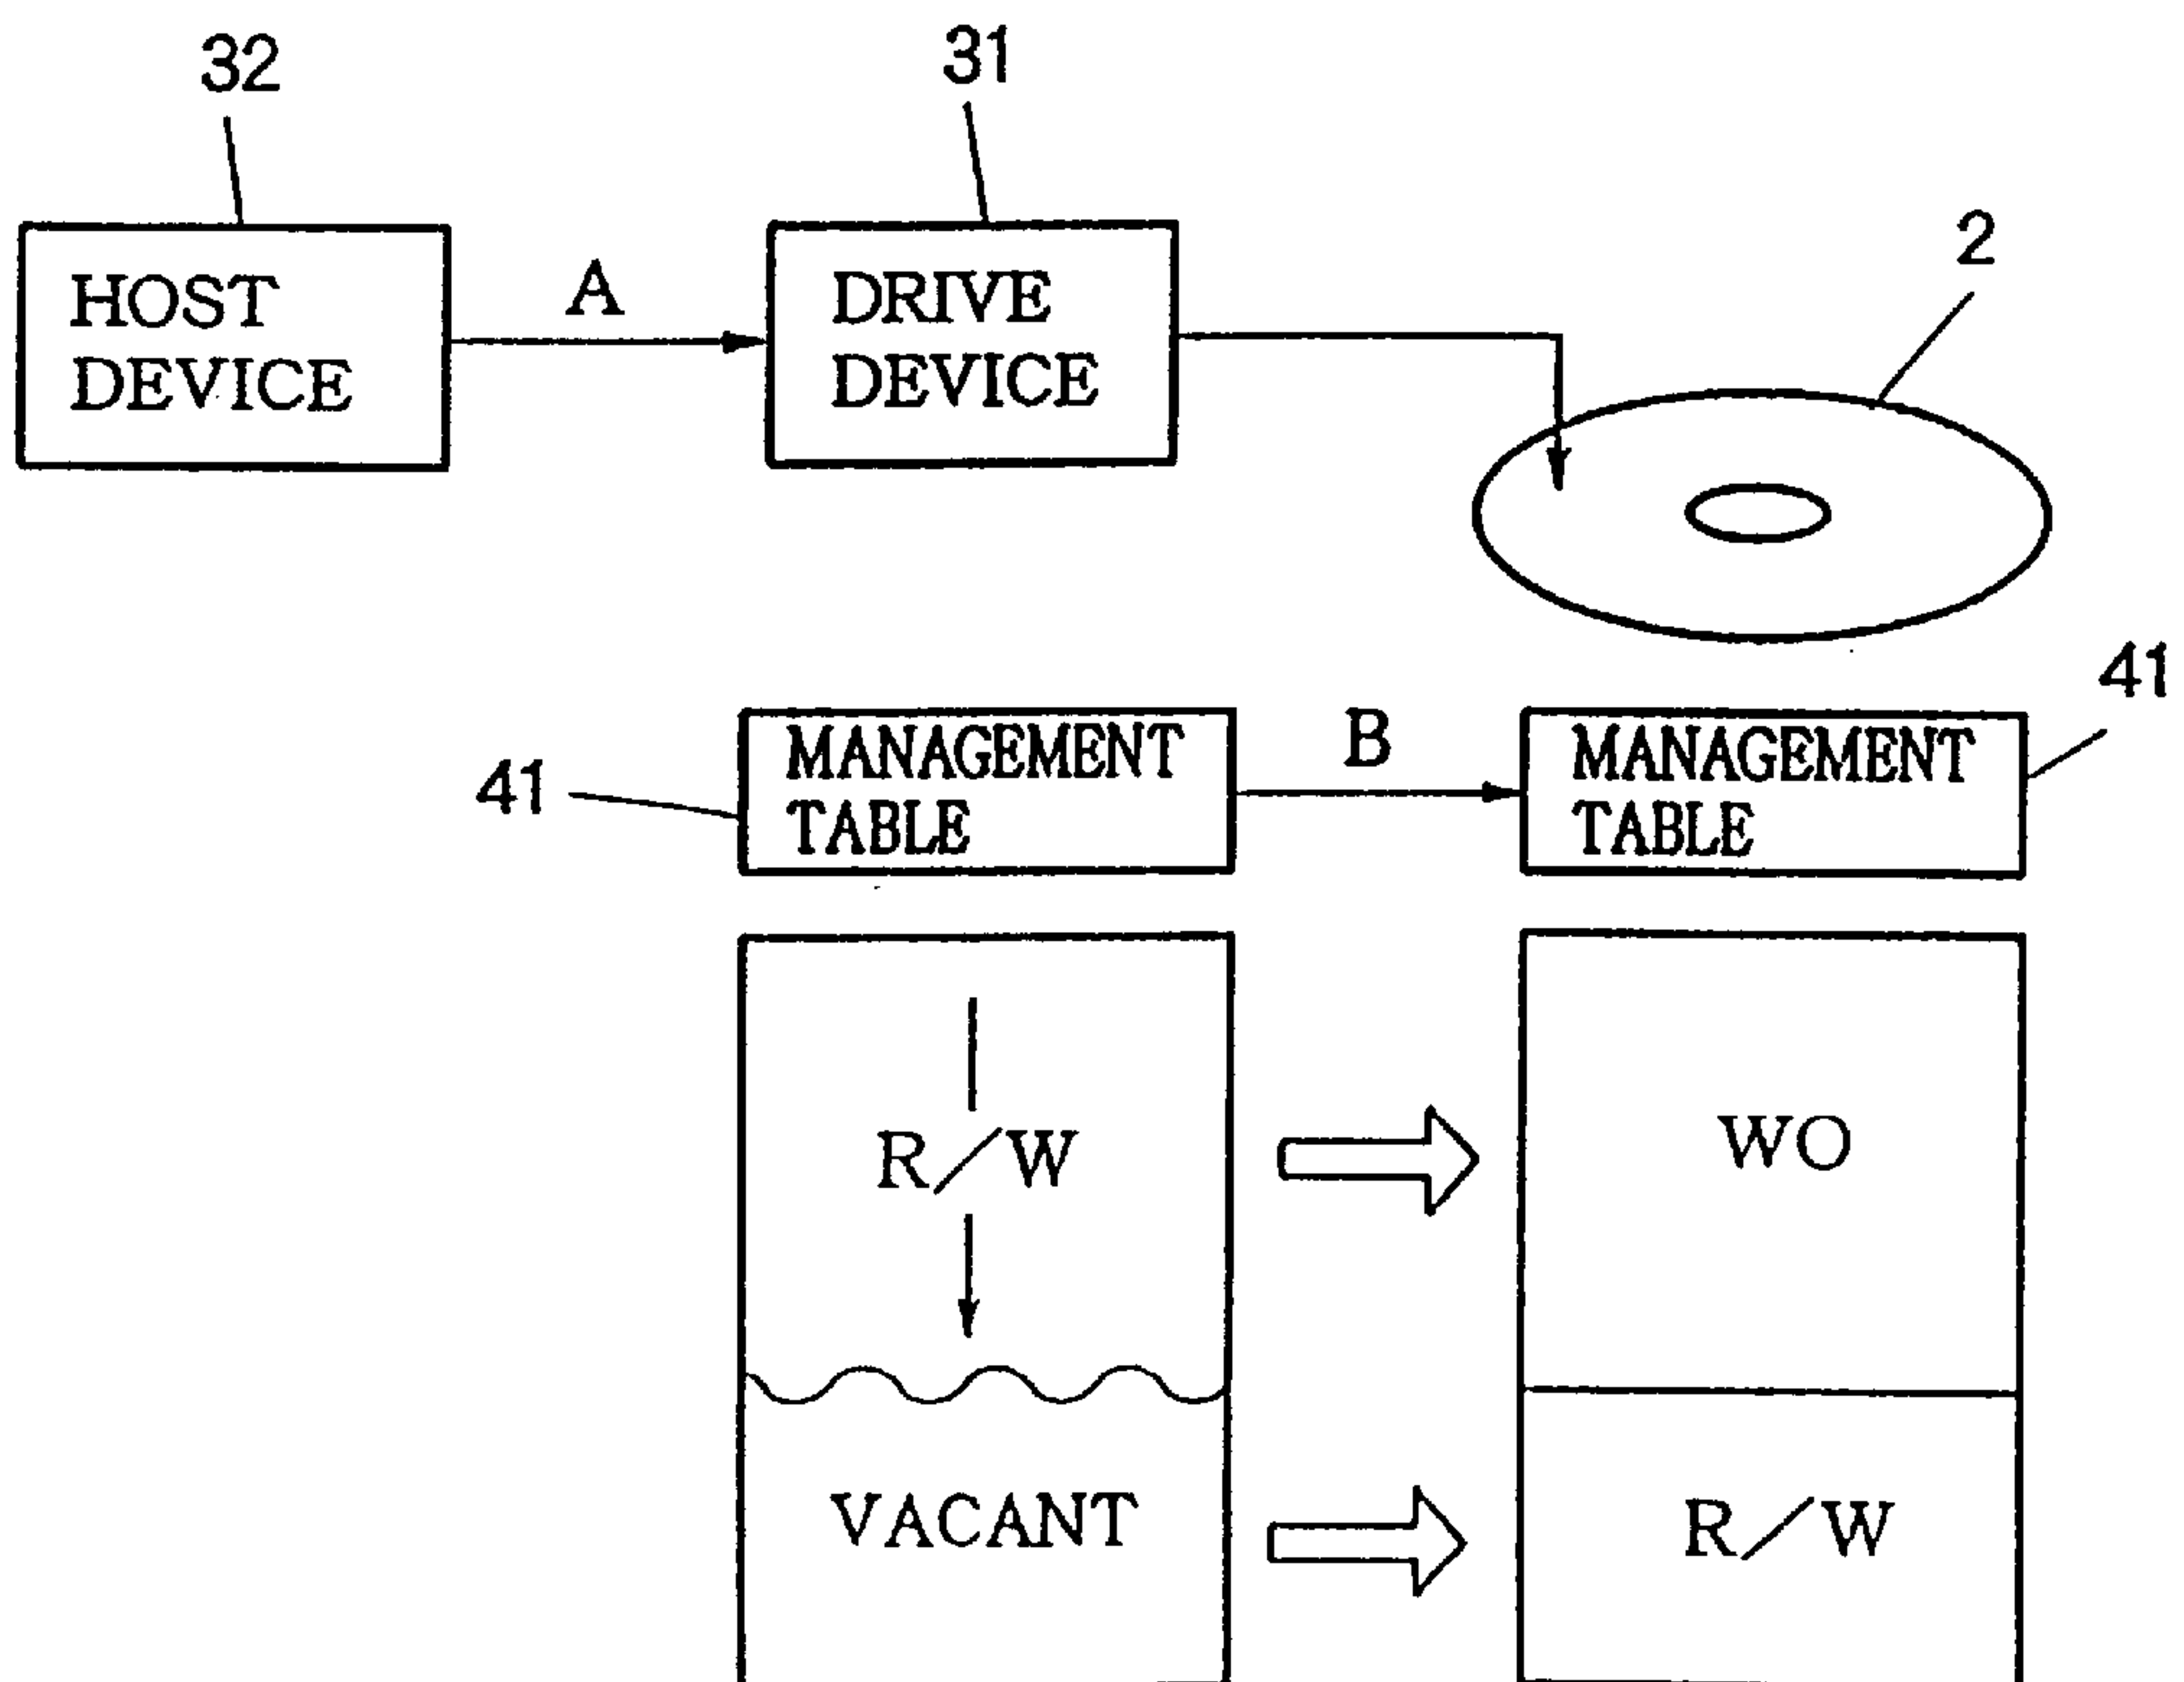 32
31
2
HOST
DEVICE
A
DRIVE
DEVICE
41
MANAGEMENT
TABLE
B
MANAGEMENT
TABLE
41
R/W
WO
VACANT
R/W